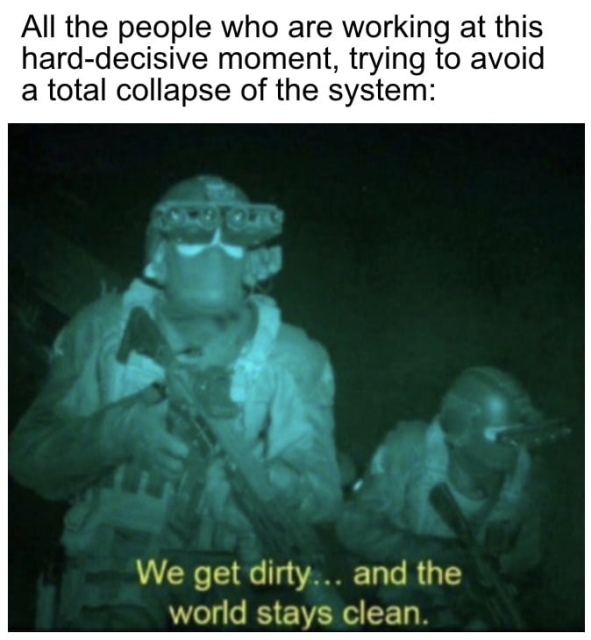 All the people who are working at this
hard-decisive moment, trying to avoid
a total collapse of the system:
We get dirty... and the
world stays clean.